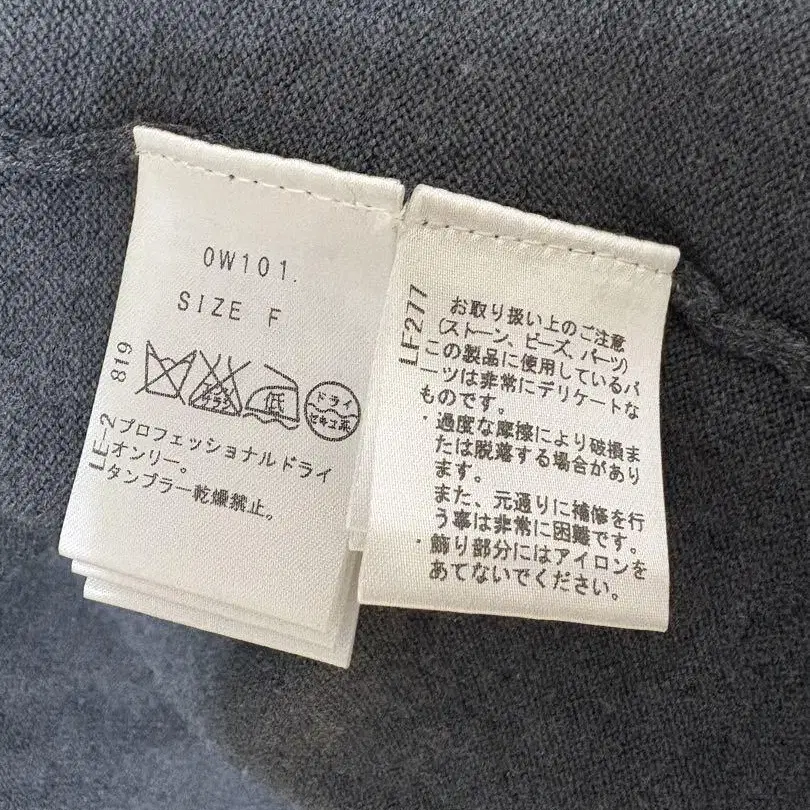 0W101.
SIZE F
819
エンソ
サラシ
低
ドライ
セキユ系
LE-2
プロフェッショナルドライ
オンリー。
タンブラー乾燥禁止。
LF277
お取り扱い上のご注意
(ストーン、ビーズ、パーツ)
この製品に使用しているパ
ーツは非常にデリケートな
ものです。
・過度な摩擦により破損ま
たは脱落する場合があり
ます。
また、元通りに補修を行
う事は非常に困難です。
・飾り部分にはアイロンを
あてないでください。